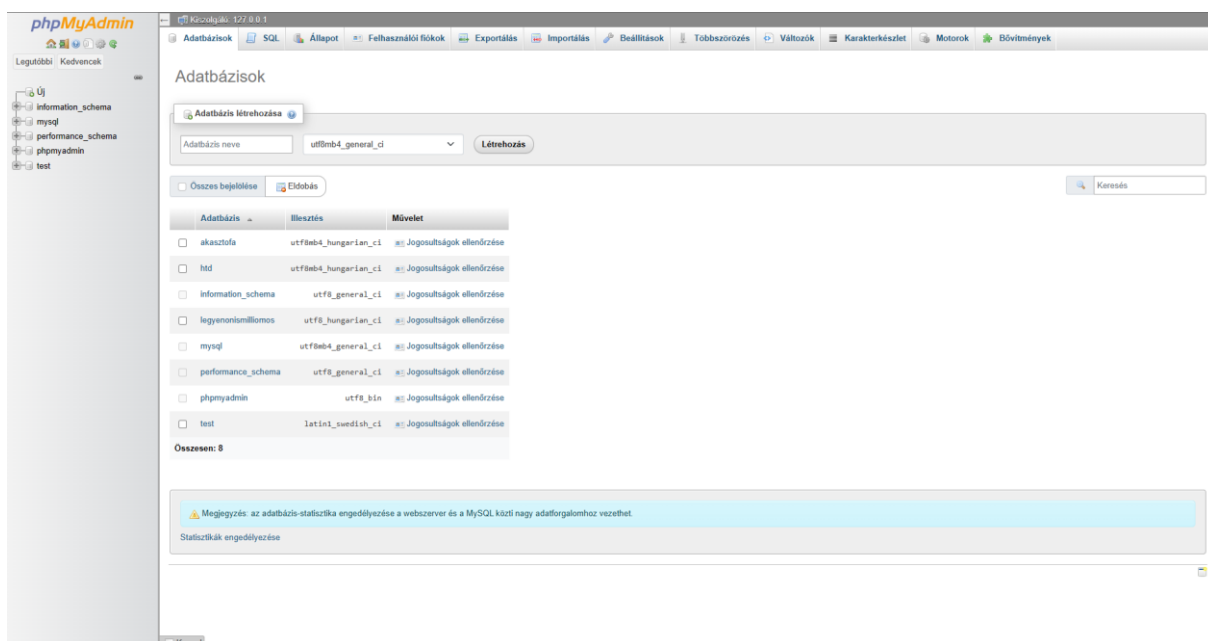 phpMyAdmin
Legutóbbi Kedvencek
Új
information_schema
mysql
performance_schema
phpmyadmin
test
Kiszolgáló: 127.0.0.1
Adatbázisok SQL Állapot Felhasználói fiókok Exportálás Importálás Beállítások Többszörözés Változók Karakterkészlet Motorok Bővítmények
Adatbázisok
Adatbázis létrehozása
Adatbázis neve utf8mb4_general_ci Létrehozás
Összes bejelölése Eldobás Keresés
Adatbázis Illesztés Művelet
akasztofa utf8mb4_hungarian_ci Jogosultságok ellenőrzése
htd utf8mb4_hungarian_ci Jogosultságok ellenőrzése
information_schema utf8_general_ci Jogosultságok ellenőrzése
legyenonismilliomos utf8_hungarian_ci Jogosultságok ellenőrzése
mysql utf8mb4_general_ci Jogosultságok ellenőrzése
performance_schema utf8_general_ci Jogosultságok ellenőrzése
phpmyadmin utf8_bin Jogosultságok ellenőrzése
test latin1_swedish_ci Jogosultságok ellenőrzése
Összesen: 8
Megjegyzés: az adatbázis-statisztika engedélyezése a webszerver és a MySQL közti nagy adatforgalomhoz vezethet.
Statisztikák engedélyezése